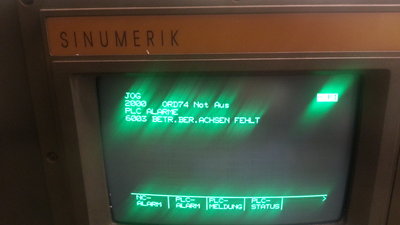 SINUMERIK
JOG
2000 ORD74 Not Aus
PLC ALARME
6003 BETR.BER.ACHSEN FEHLT
NC- PLC- PLC- PLC- >
ALARM ALARM MELDUNG STATUS